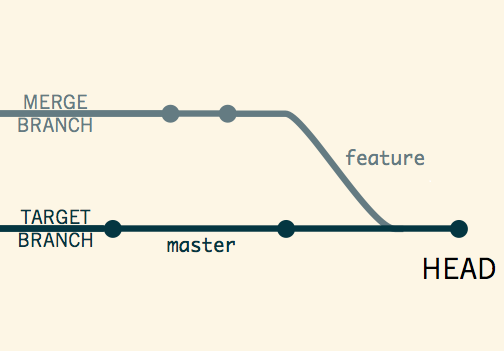 MERGE
BRANCH
feature
TARGET
BRANCH
master
HEAD